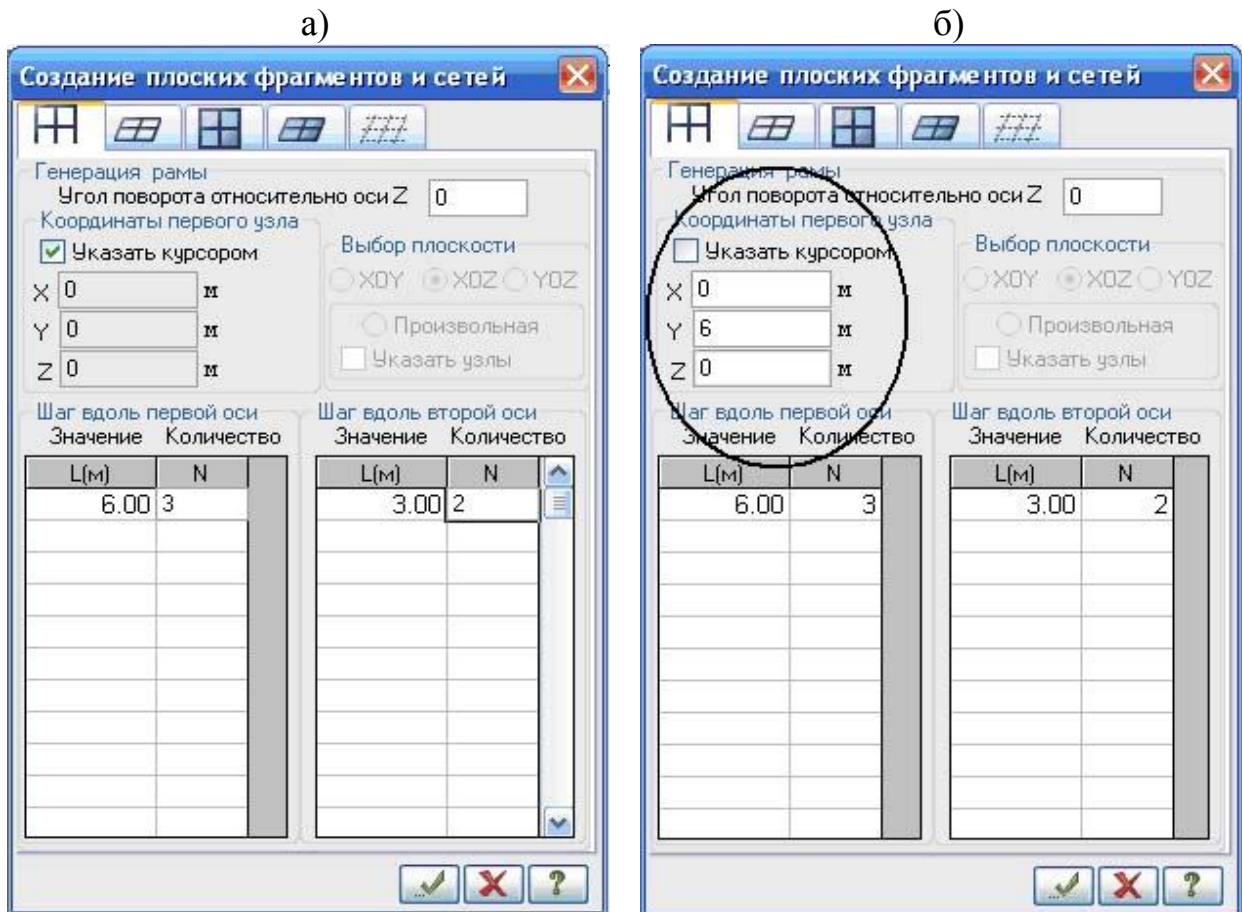 а)
Создание плоских фрагментов и сетей
Генерация рамы
Угол поворота относительно оси Z 0
Координаты первого узла
Указать курсором
X 0 м
Y 0 м
Z 0 м
Выбор плоскости
XOY XOZ YOZ
Произвольная
Указать узлы
Шаг вдоль первой оси
Значение Количество
L(м) N
6.00 3
Шаг вдоль второй оси
Значение Количество
L(м) N
3.00 2
?
б)
Создание плоских фрагментов и сетей
Генерация рамы
Угол поворота относительно оси Z 0
Координаты первого узла
Указать курсором
X 0 м
Y 6 м
Z 0 м
Выбор плоскости
XOY XOZ YOZ
Произвольная
Указать узлы
Шаг вдоль первой оси
Значение Количество
L(м) N
6.00 3
Шаг вдоль второй оси
Значение Количество
L(м) N
3.00 2
?